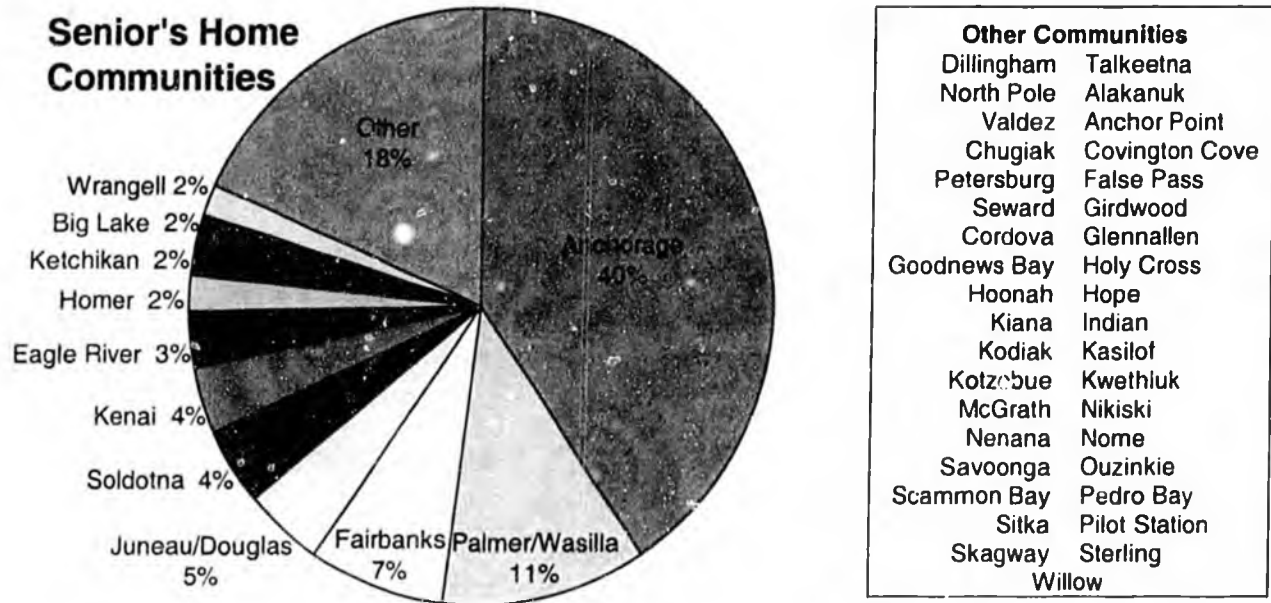 Senior's Home
Communities
Other
18%
Anchorage
40%
Wrangell 2%
Big Lake 2%
Ketchikan 2%
Homer 2%
Eagle River 3%
Kenai 4%
Soldotna 4%
Juneau/Douglas
5%
Fairbanks
7%
Palmer/Wasilla
11%
Other Communities
Dillingham Talkeetna
North Pole Alakanuk
Valdez Anchor Point
Chugiak Covington Cove
Petersburg False Pass
Seward Girdwood
Cordova Glennallen
Goodnews Bay Holy Cross
Hoonah Hope
Kiana Indian
Kodiak Kasilof
Kotzebue Kwethluk
McGrath Nikiski
Nenana Nome
Savoonga Ouzinkie
Scammon Bay Pedro Bay
Sitka Pilot Station
Skagway Sterling
Willow